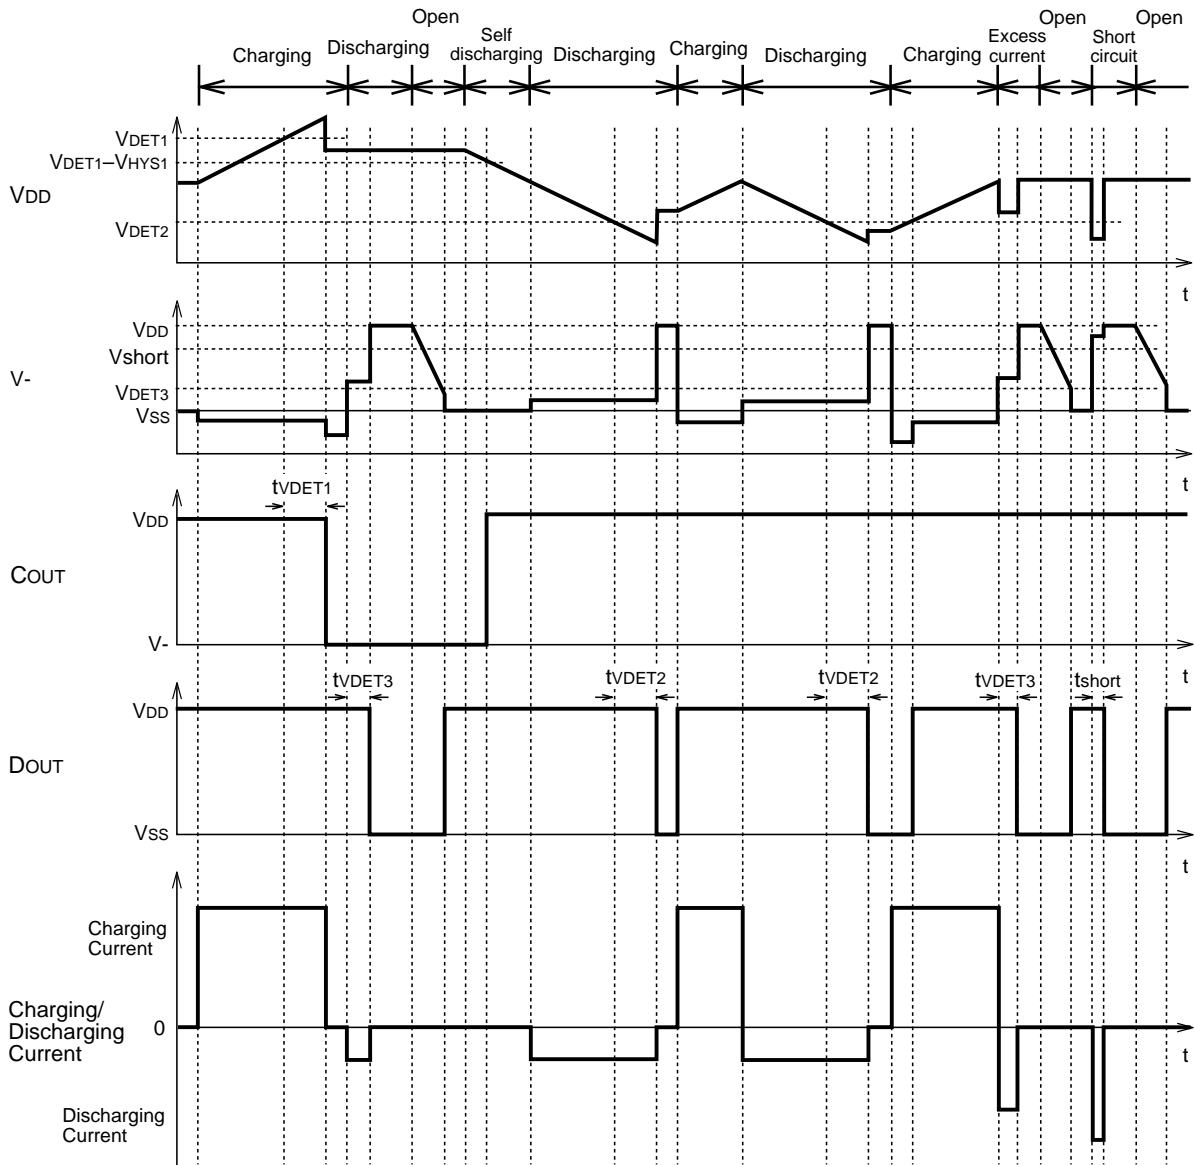 Open
Charging
Discharging
Self
discharging
Discharging
Charging
Discharging
Charging
Excess
current
Open
Short
circuit
Open
VDET1
VDET1–VHYS1
VDD
VDET2
t
VDD
Vshort
V-
VDET3
VSS
t
tVDET1
VDD
COUT
V-
t
tVDET3
tVDET2
tVDET2
tVDET3
tshort
VDD
DOUT
VSS
t
Charging
Current
Charging/
Discharging
Current
0
t
Discharging
Current